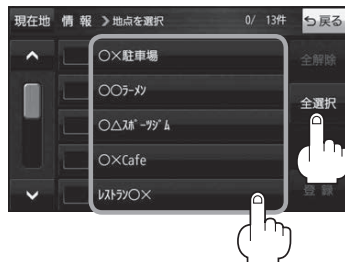 現在地 情報 >地点を選択 0/ 13件 つ戻る
全解除
○×駐車場
○○ラーメン
全選択
○△スポーツジム
○×Cafe
レストラン○×
登録